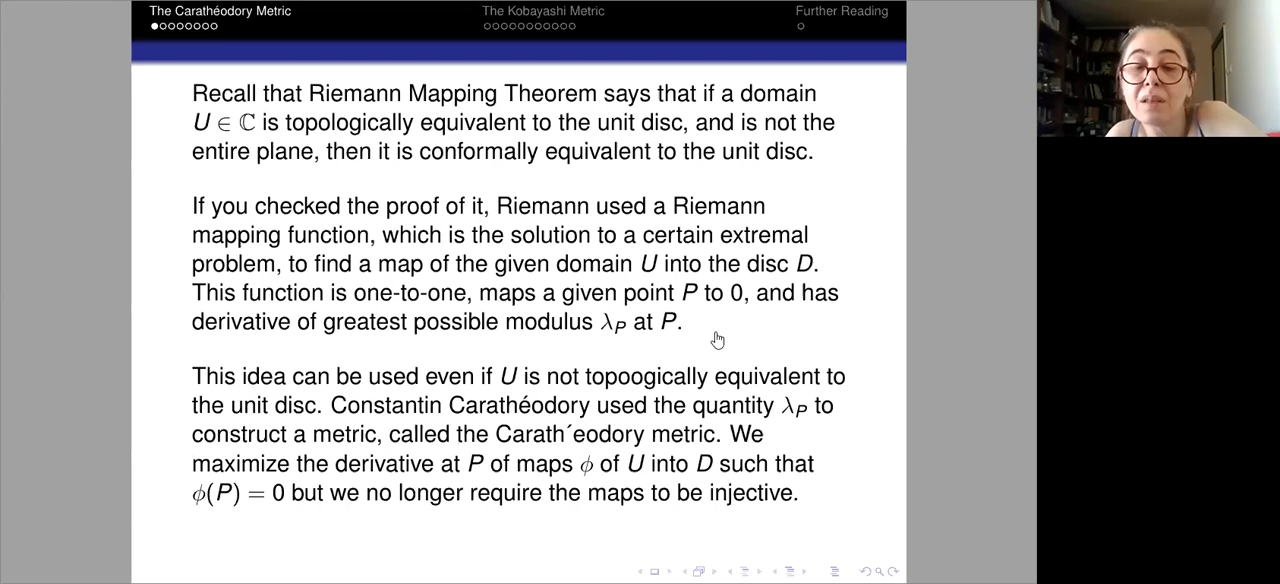 The Carathéodory Metric
The Kobayashi Metric
Further Reading
Recall that Riemann Mapping Theorem says that if a domain
U ∈ ℂ is topologically equivalent to the unit disc, and is not the
entire plane, then it is conformally equivalent to the unit disc.
If you checked the proof of it, Riemann used a Riemann
mapping function, which is the solution to a certain extremal
problem, to find a map of the given domain U into the disc D.
This function is one-to-one, maps a given point P to 0, and has
derivative of greatest possible modulus λ_P at P.
This idea can be used even if U is not topoogically equivalent to
the unit disc. Constantin Carathéodory used the quantity λ_P to
construct a metric, called the Carath´eodory metric. We
maximize the derivative at P of maps ϕ of U into D such that
ϕ(P) = 0 but we no longer require the maps to be injective.